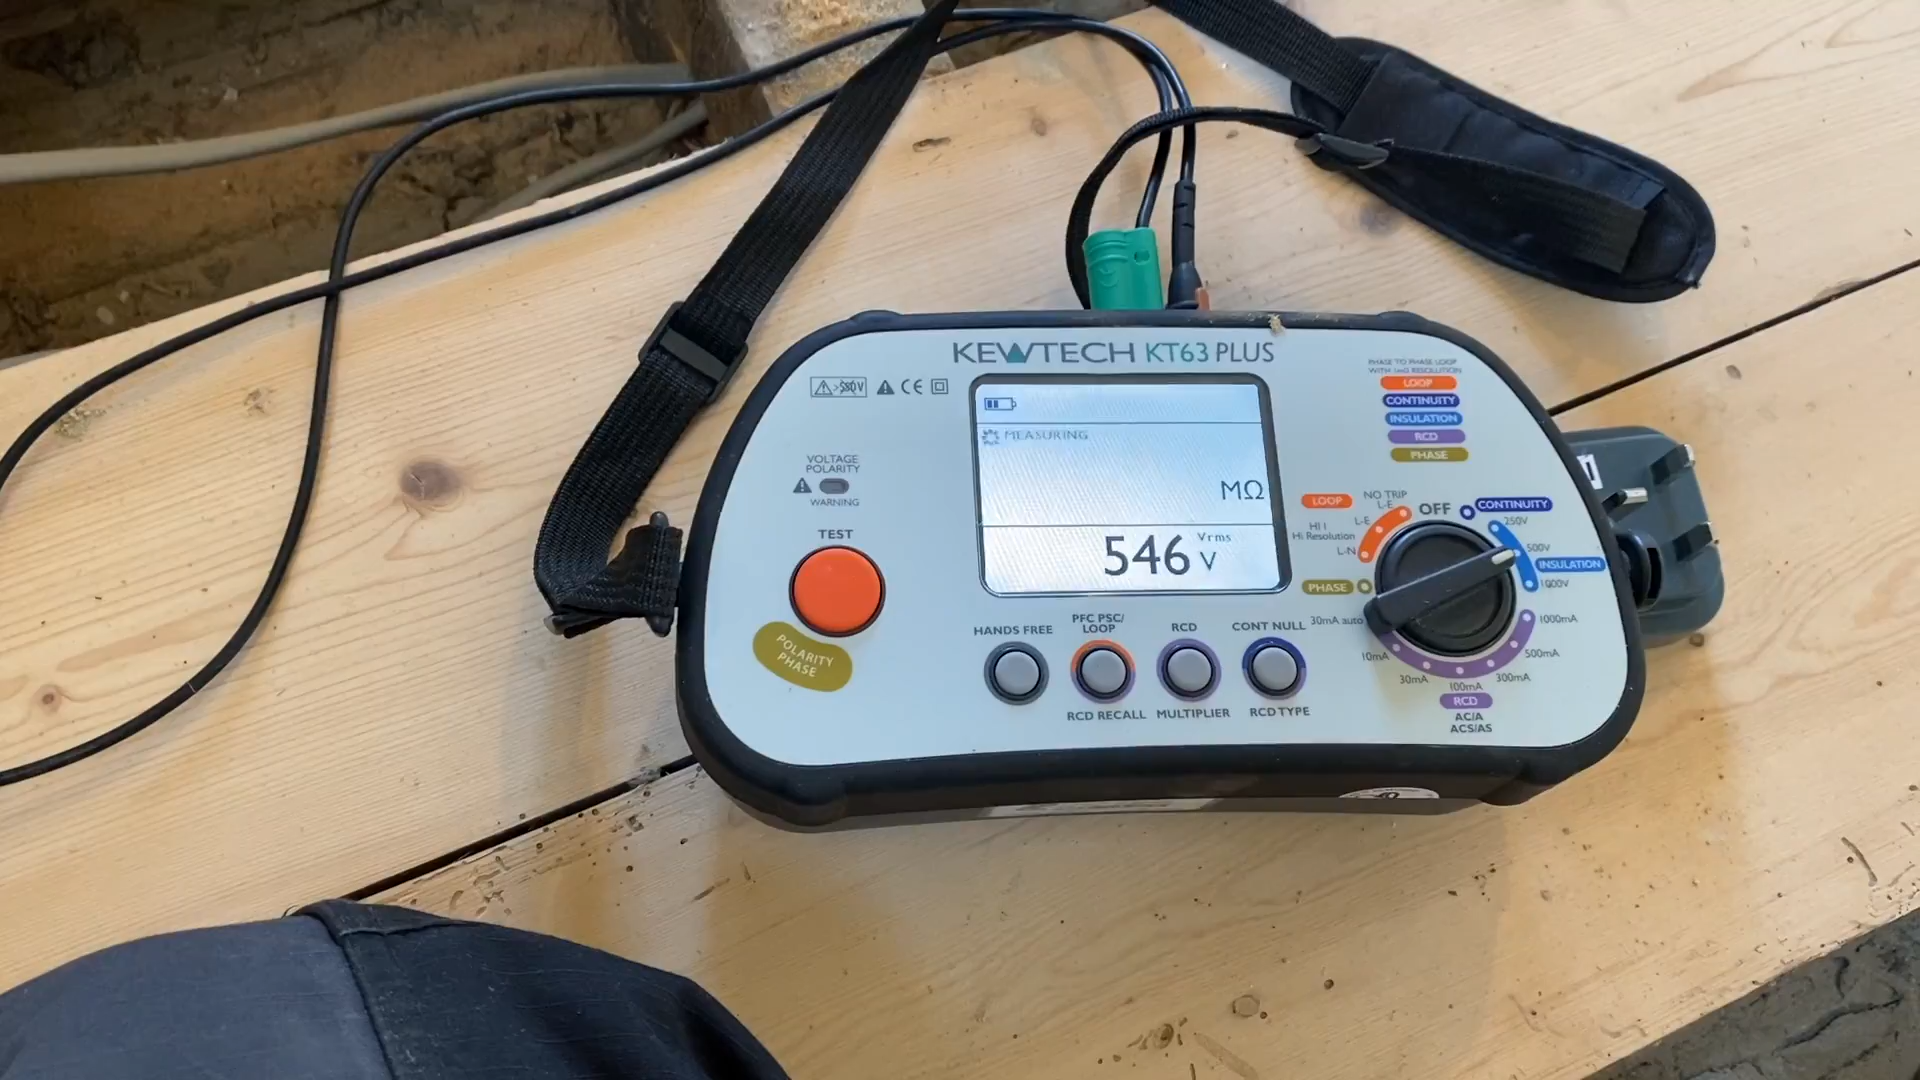 KEWTECH KT63 PLUS
CE
MEASURING
MΩ
546 Vrms V
VOLTAGE
POLARITY
WARNING
TEST
POLARITY
PHASE
HANDS FREE
PFC PSC/
LOOP
RCD
CONT NULL
RCD RECALL
MULTIPLIER
RCD TYPE
PHASE TO PHASE LOOP
WITH 1mΩ RESOLUTION
LOOP
CONTINUITY
INSULATION
RCD
PHASE
LOOP
NO TRIP
L-E
L-E
HI I
Hi Resolution
L-N
PHASE
OFF
CONTINUITY
250V
500V
INSULATION
1000V
30mA auto
10mA
30mA
100mA
300mA
500mA
1000mA
RCD
AC/A
ACS/AS